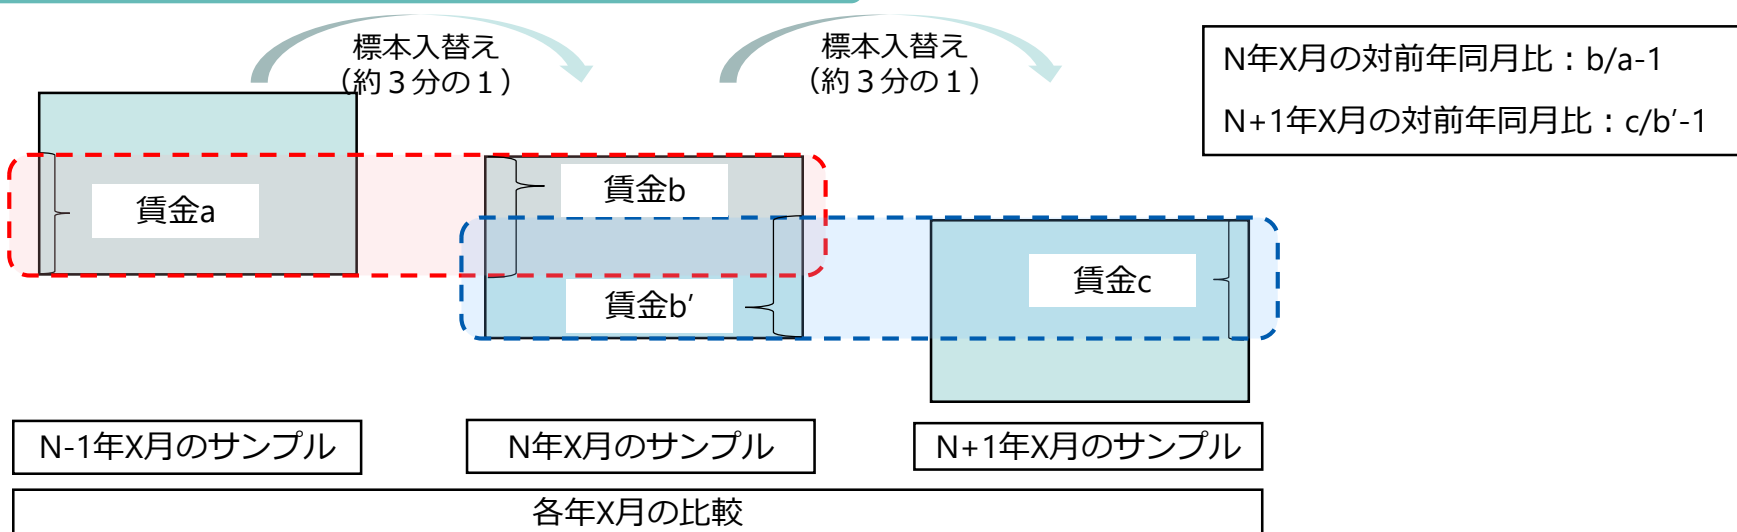 標本入替え
（約３分の１）
標本入替え
（約３分の１）
N年X月の対前年同月比：b/a-1
N+1年X月の対前年同月比：c/b’-1
賃金a
賃金b
賃金b’
賃金c
N-1年X月のサンプル
N年X月のサンプル
N+1年X月のサンプル
各年X月の比較